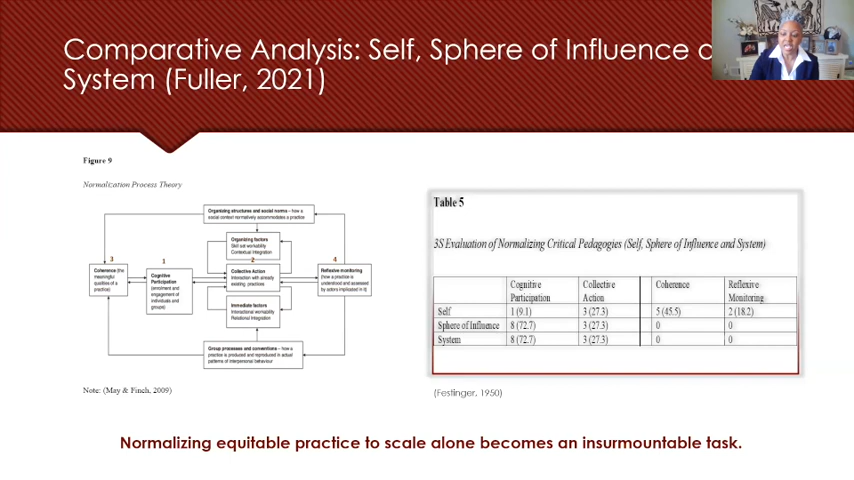 Comparative Analysis: Self, Sphere of Influence
System (Fuller, 2021)
Figure 9
Normalization Process Theory
Organizing structures and social norms – how a
social context normatively accommodates a practice
Organizing factors
Skill set workability
Contextual Integration
3
1
2
4
Coherence (the
meaningful
qualities of a
practice)
Cognitive
Participation
(enrolment and
engagement of
individuals and
groups)
Collective Action
Interaction with already
existing practices
Reflexive monitoring
(how a practice is
understood and assessed
by actors implicated in it)
Immediate factors
Interactional workability
Relational Integration
Group processes and conventions – how a
practice is produced and reproduced in actual
patterns of interpersonal behaviour
Note: (May & Finch, 2009)
Table 5
3S Evaluation of Normalizing Critical Pedagogies (Self, Sphere of Influence and System)
Cognitive Collective Coherence Reflexive
Participation Action Monitoring
Self 1 (9.1) 3 (27.3) 5 (45.5) 2 (18.2)
Sphere of Influence 8 (72.7) 3 (27.3) 0 0
System 8 (72.7) 3 (27.3) 0 0
(Festinger, 1950)
Normalizing equitable practice to scale alone becomes an insurmountable task.